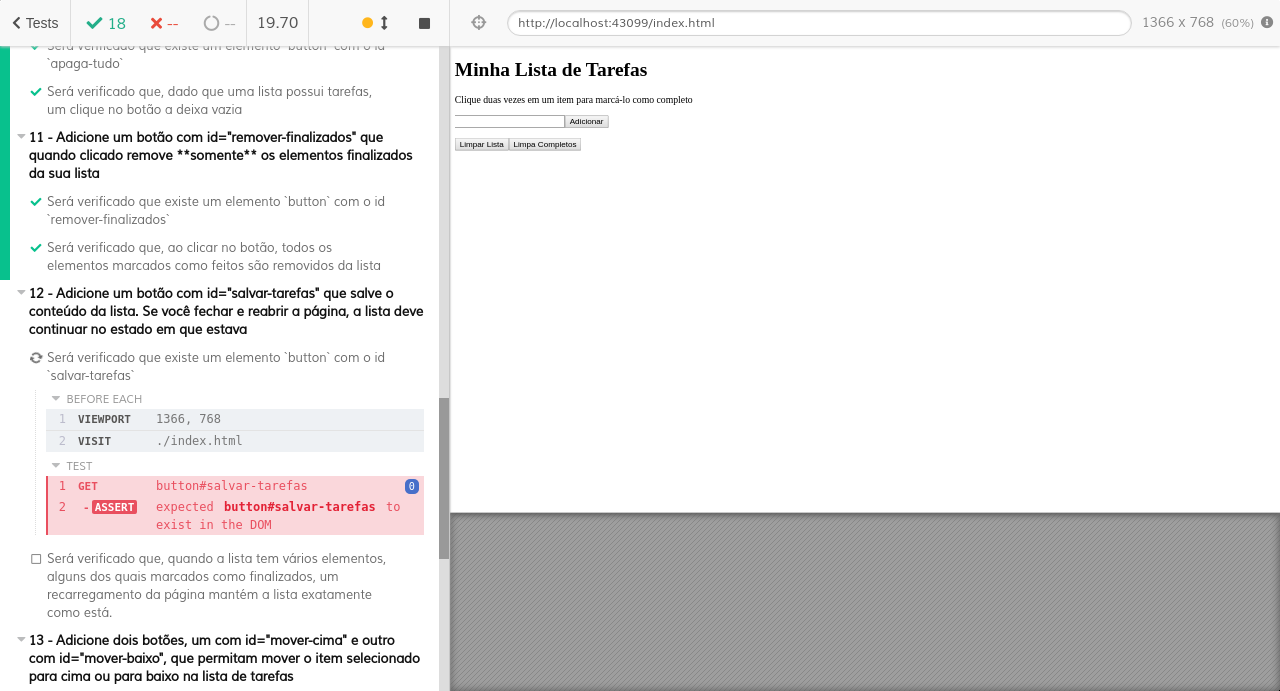 Tests
18
--
--
19.70
http://localhost:43099/index.html
1366 x 768 (60%)
Será verificado que existe um elemento `button` com o id
`apaga-tudo`
Será verificado que, dado que uma lista possui tarefas,
um clique no botão a deixa vazia
11 - Adicione um botão com id="remover-finalizados" que
quando clicado remove **somente** os elementos finalizados
da sua lista
Será verificado que existe um elemento `button` com o id
`remover-finalizados`
Será verificado que, ao clicar no botão, todos os
elementos marcados como feitos são removidos da lista
12 - Adicione um botão com id="salvar-tarefas" que salve o
conteúdo da lista. Se você fechar e reabrir a página, a lista deve
continuar no estado em que estava
Será verificado que existe um elemento `button` com o id
`salvar-tarefas`
BEFORE EACH
1 VIEWPORT 1366, 768
2 VISIT ./index.html
TEST
1 GET button#salvar-tarefas 0
2 -ASSERT expected button#salvar-tarefas to
exist in the DOM
Será verificado que, quando a lista tem vários elementos,
alguns dos quais marcados como finalizados, um
recarregamento da página mantém a lista exatamente
como está.
13 - Adicione dois botões, um com id="mover-cima" e outro
com id="mover-baixo", que permitam mover o item selecionado
para cima ou para baixo na lista de tarefas
Minha Lista de Tarefas
Clique duas vezes em um item para marcá-lo como completo
Adicionar
Limpar Lista
Limpa Completos